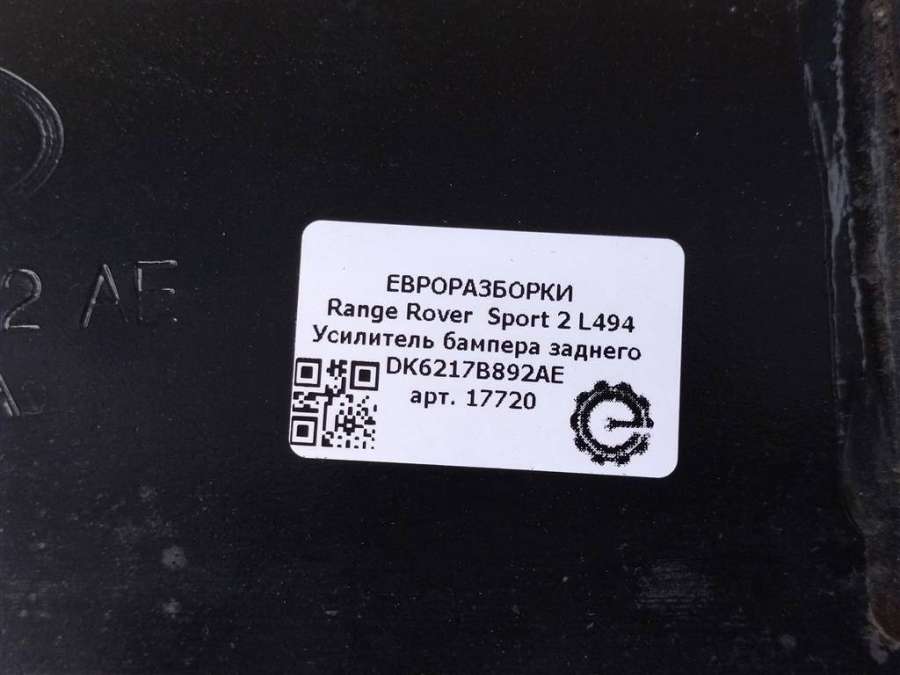 2 AE
ЕВРОРАЗБОРКИ
Range Rover Sport 2 L494
Усилитель бампера заднего
DK6217B892AE
арт. 17720